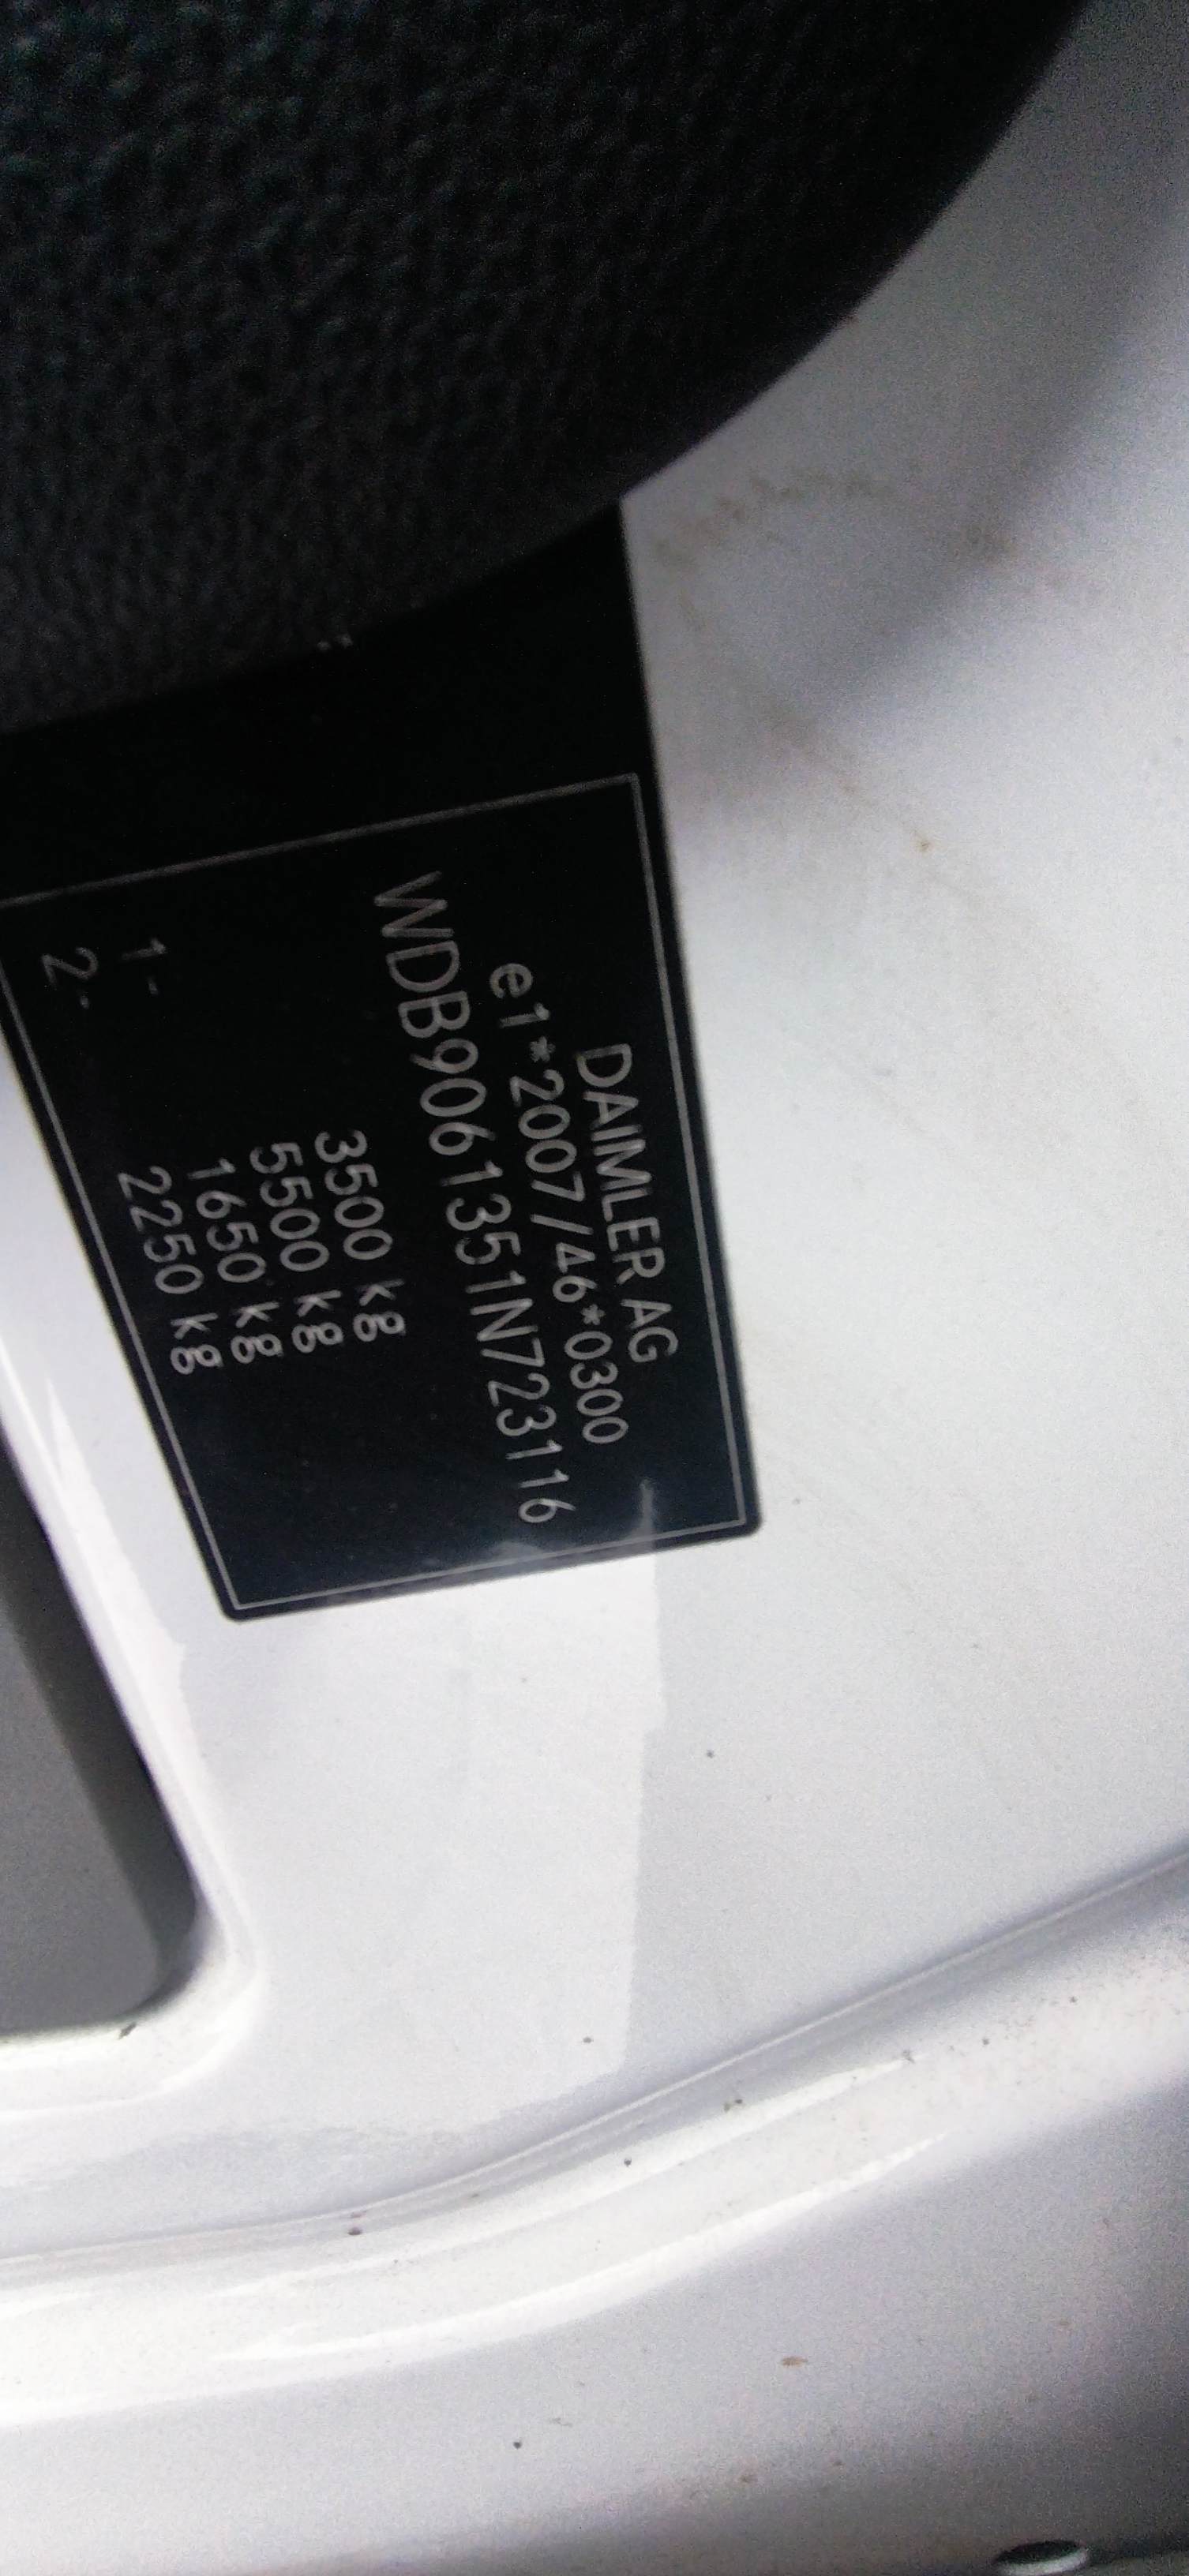 DAIMLER AG
e1*2007/46*0300
WDB9061351N723116
3500 kg
5500 kg
1- 1650 kg
2- 2250 kg